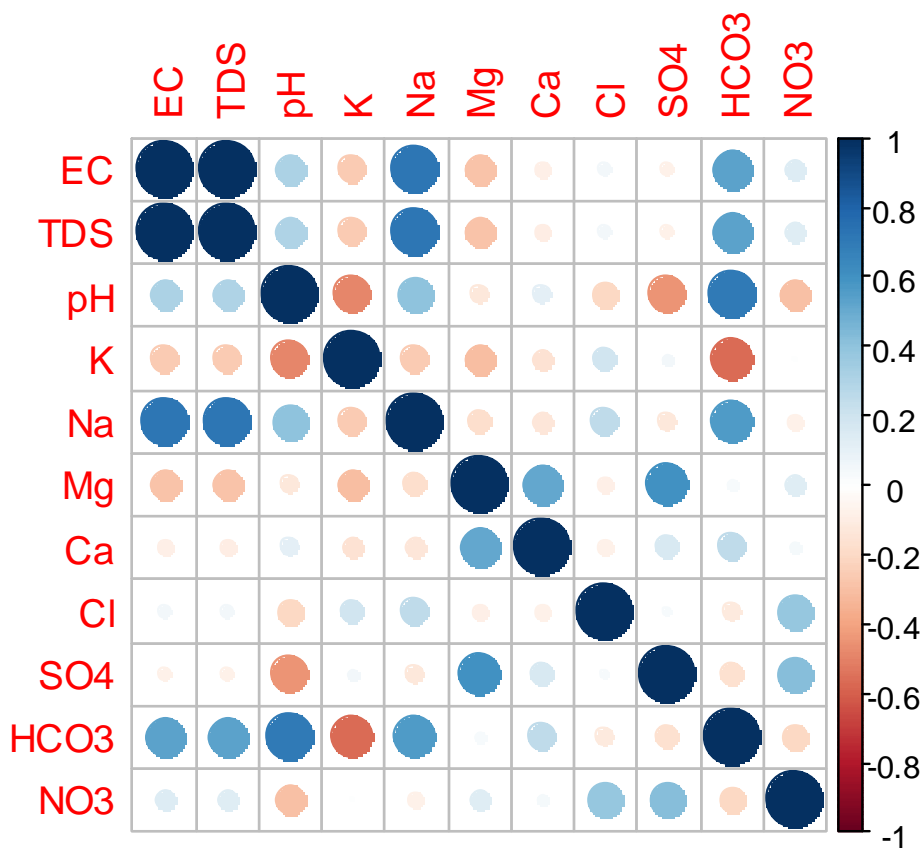 EC TDS pH K Na Mg Ca Cl SO4 HCO3 NO3
EC
TDS
pH
K
Na
Mg
Ca
Cl
SO4
HCO3
NO3
1
0.8
0.6
0.4
0.2
0
-0.2
-0.4
-0.6
-0.8
-1